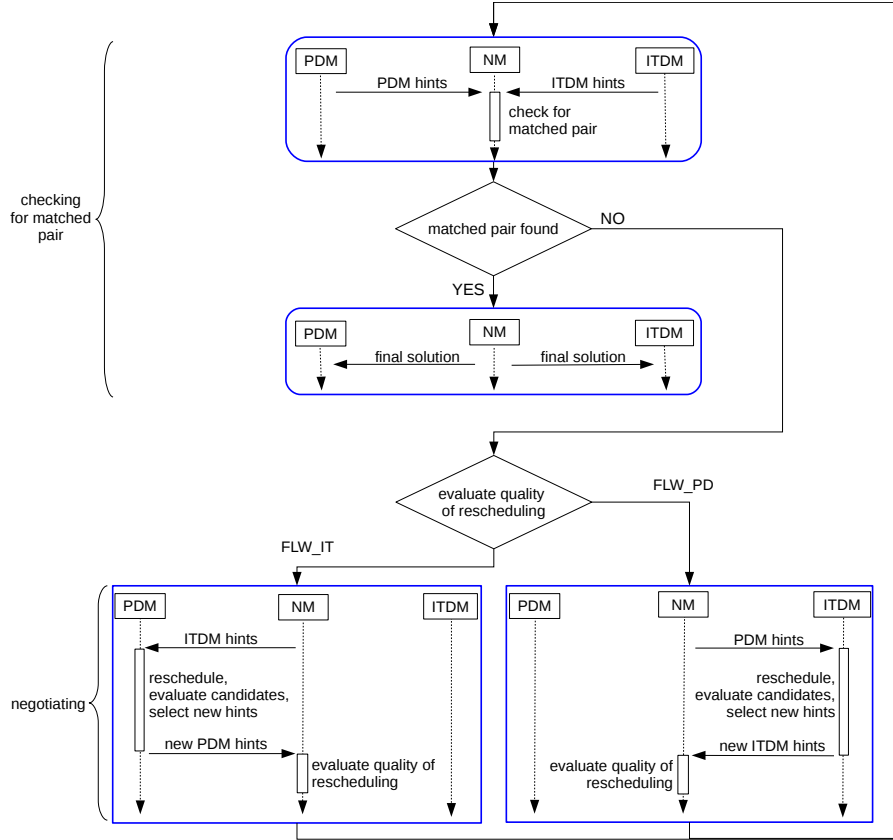 PDM
NM
ITDM
PDM hints
ITDM hints
check for
matched pair
checking
for matched
pair
matched pair found
NO
YES
PDM
NM
ITDM
final solution
final solution
evaluate quality
of rescheduling
FLW_PD
FLW_IT
negotiating
PDM
NM
ITDM
ITDM hints
reschedule,
evaluate candidates,
select new hints
new PDM hints
evaluate quality of
rescheduling
PDM
NM
ITDM
PDM hints
reschedule,
evaluate candidates,
select new hints
new ITDM hints
evaluate quality of
rescheduling